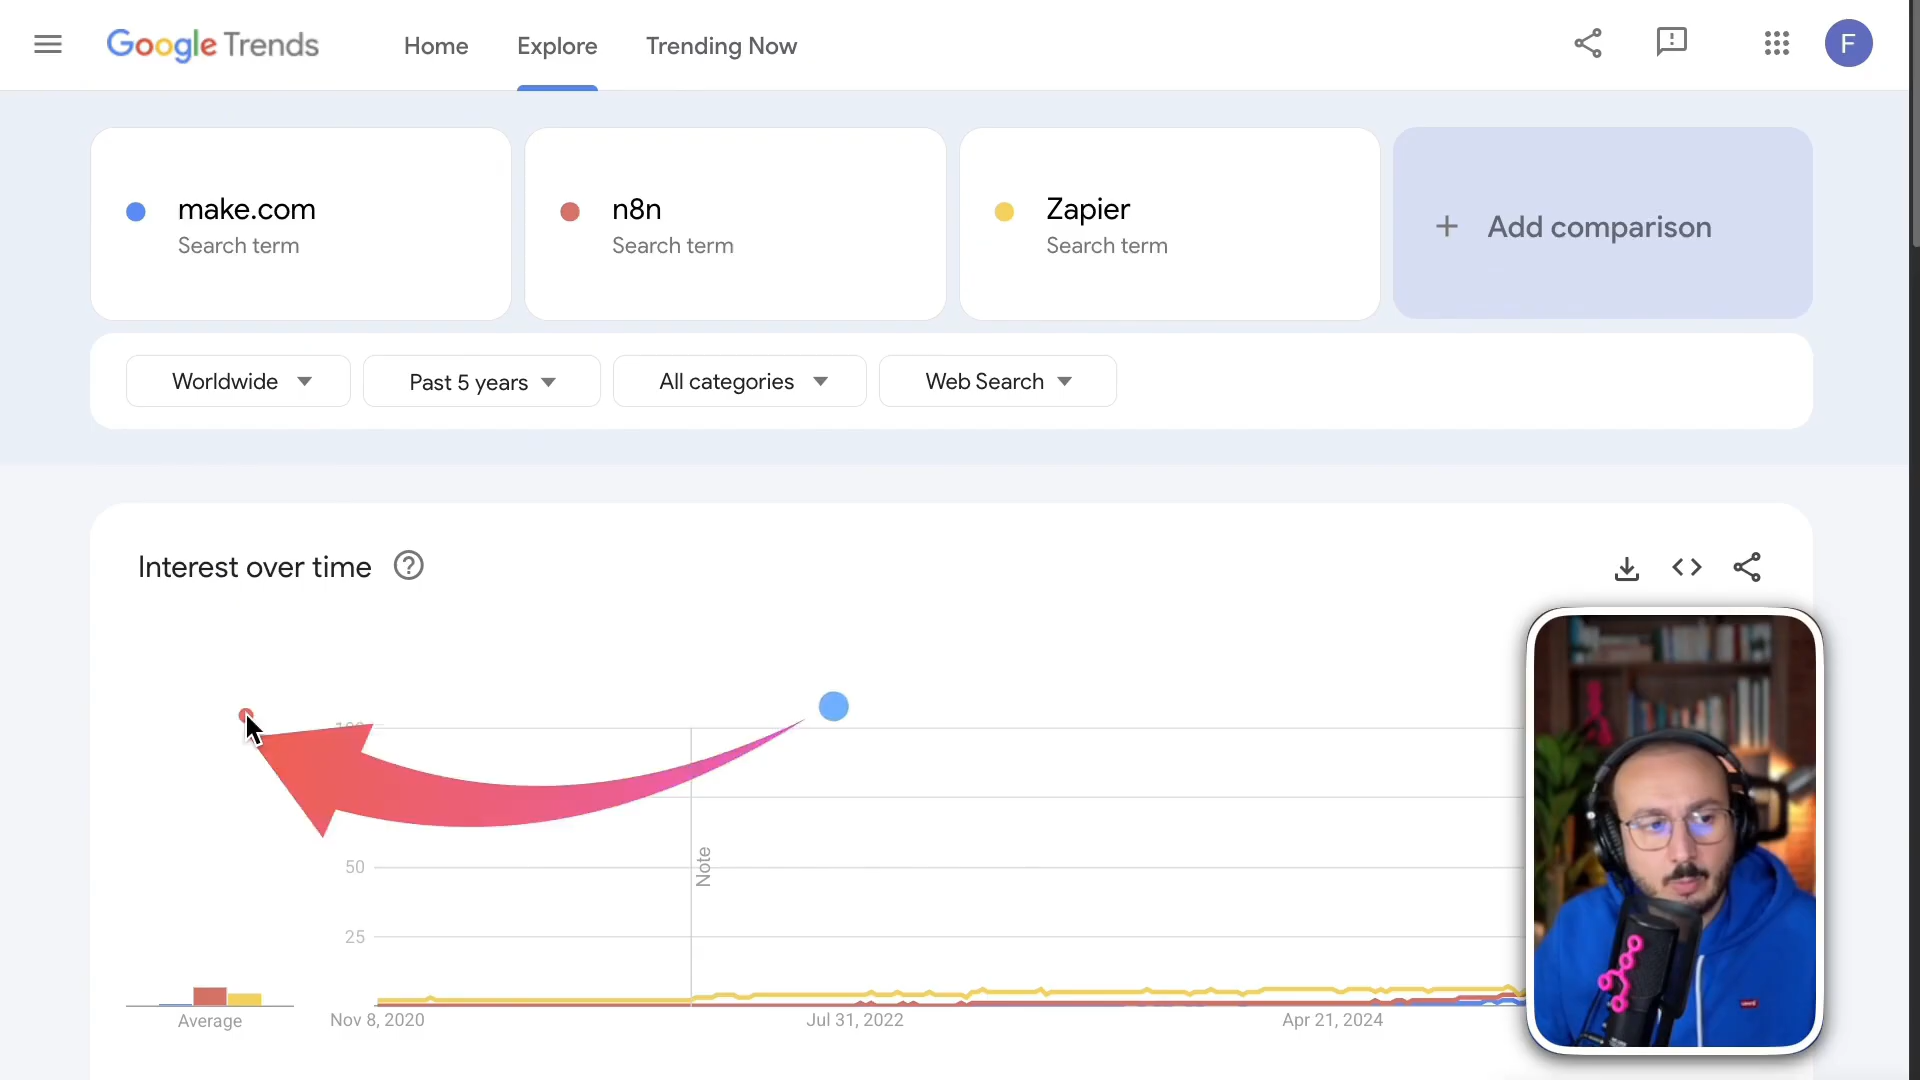 Google Trends
Home
Explore
Trending Now
F
make.com
Search term
n8n
Search term
Zapier
Search term
+ Add comparison
Worldwide
Past 5 years
All categories
Web Search
Interest over time
100
50
25
Note
Average
Nov 8, 2020
Jul 31, 2022
Apr 21, 2024